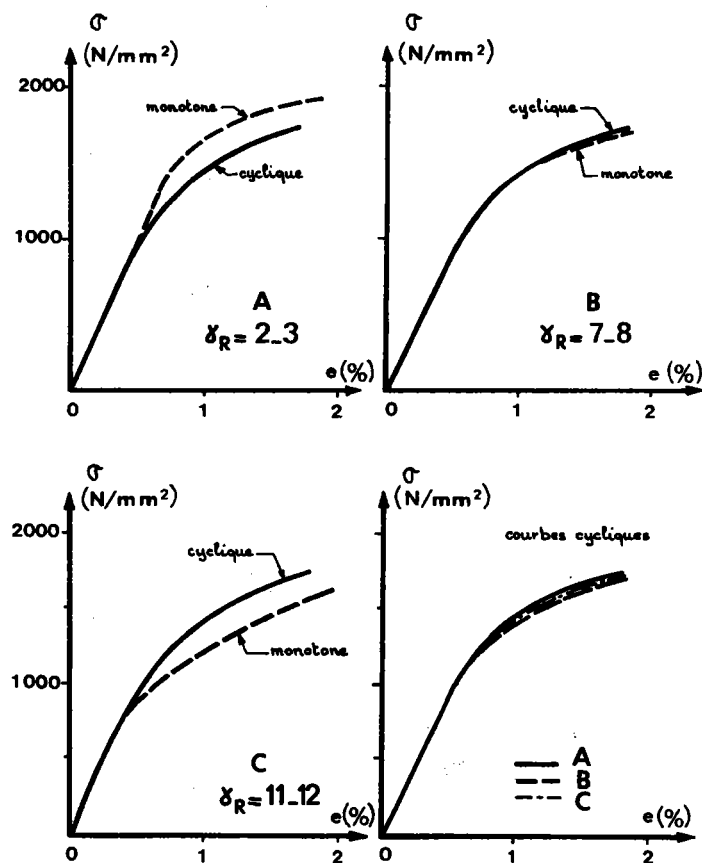 σ
(N/mm²)
2000
1000
0
1
2
e (%)
monotone
cyclique
A
γR = 2_3
σ
(N/mm²)
cyclique
monotone
B
γR = 7_8
0
1
2
e (%)
σ
(N/mm²)
2000
1000
0
1
2
e (%)
cyclique
monotone
C
γR = 11_12
σ
(N/mm²)
courbes cycliques
A
B
C
0
1
2
e (%)